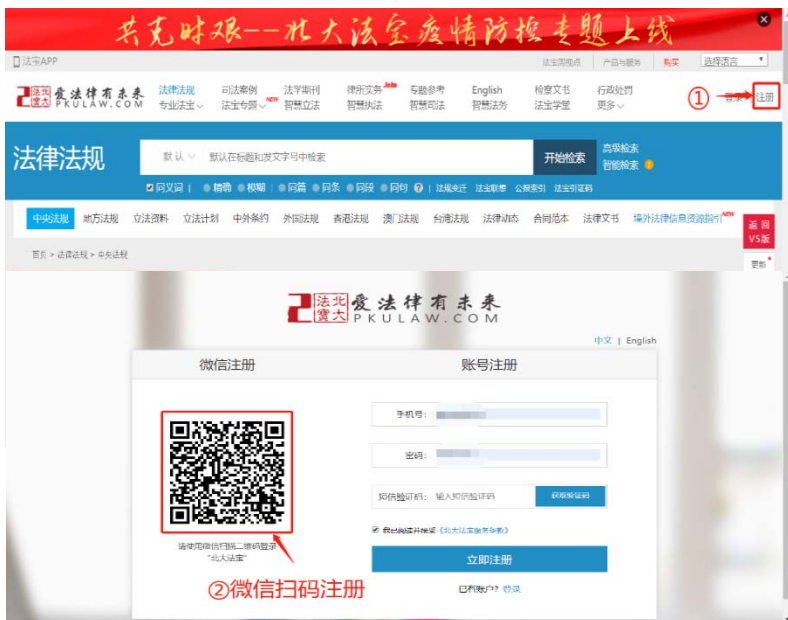 共克时艰--北大法宝疫情防控专题上线
法宝APP
产品与服务 购买 选择语言
北大法宝 爱法律有未来 法律法规 司法案例 法学期刊 律所实务 专题参考 English 检察文书 行政处罚
PKULAW.COM 专业法宝 法宝专题 NEW 智慧立法 智慧执法 智慧司法 智慧法务 法宝学堂 更多
① 登录 注册
法律法规 默认 默认在标题和发文字号中检索 开始检索 高级检索
智能检索
同义词 | 精确 模糊 | 同篇 同条 同段 同句 | 法规变迁 法宝联想 公报索引 法宝引证码
中央法规 地方法规 立法资料 立法计划 中外条约 外国法规 香港法规 澳门法规 台湾法规 法律动态 合同范本 法律文书 境外法律信息资源指引 NEW
返回
V5版
首页 > 法律法规 > 中央法规
更新
北大法宝 爱法律有未来
PKULAW.COM
中文 | English
微信注册 账号注册
手机号:
密码:
短信验证码: 输入短信验证码 获取验证码
我已阅读并接受《北大法宝服务条款》
请使用微信扫描二维码登录
"北大法宝"
立即注册
②微信扫码注册
已有账户? 登录